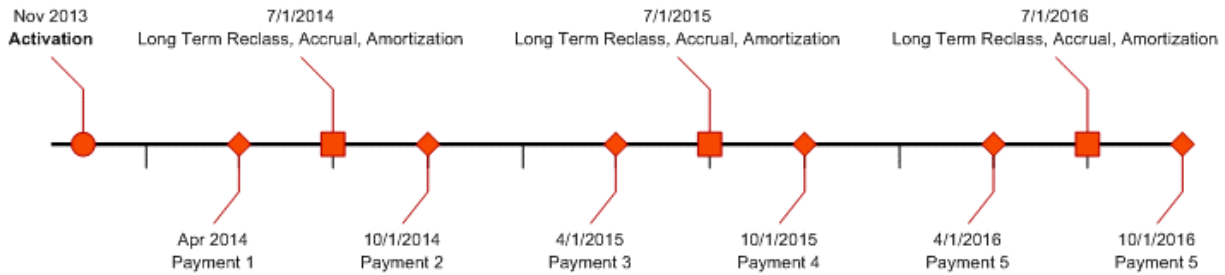 Nov 2013
Activation
7/1/2014
Long Term Reclass, Accrual, Amortization
7/1/2015
Long Term Reclass, Accrual, Amortization
7/1/2016
Long Term Reclass, Accrual, Amortization
Apr 2014
Payment 1
10/1/2014
Payment 2
4/1/2015
Payment 3
10/1/2015
Payment 4
4/1/2016
Payment 5
10/1/2016
Payment 5